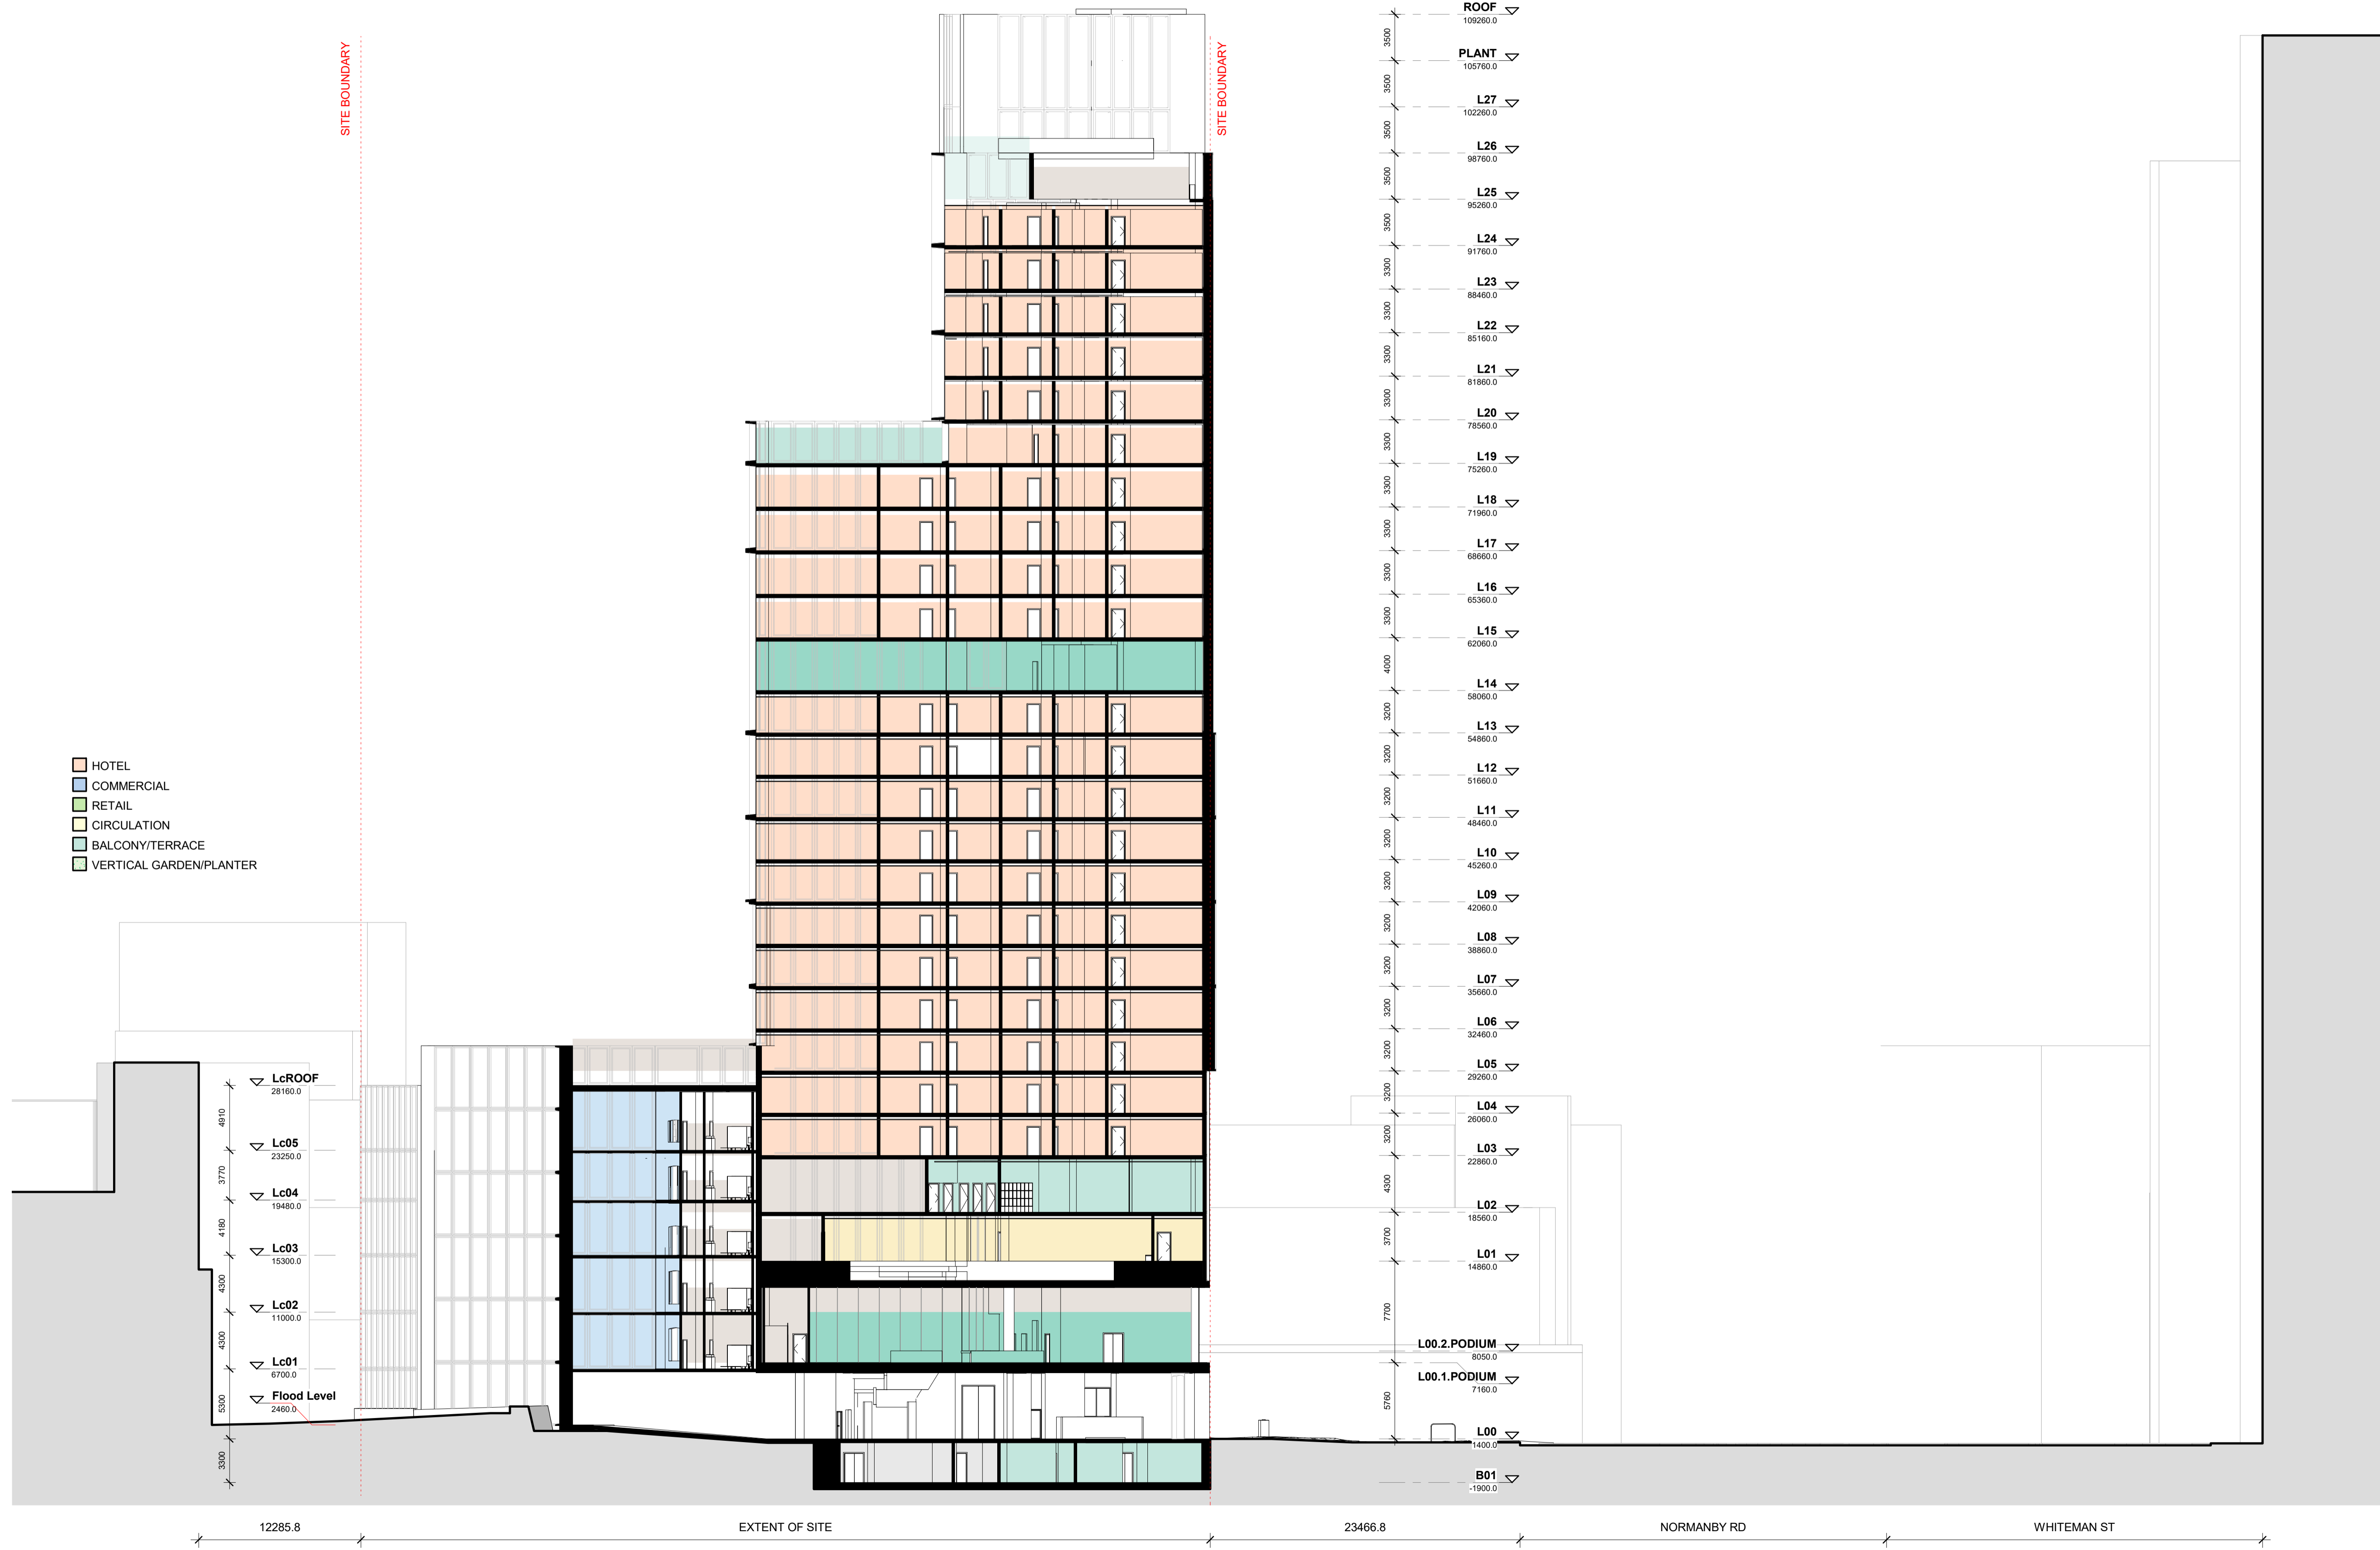 SITE BOUNDARY
SITE BOUNDARY
ROOF
109260.0
3500
PLANT
105760.0
3500
L27
102260.0
3500
L26
98760.0
3500
L25
95260.0
3500
L24
91760.0
3300
L23
88460.0
3300
L22
85160.0
3300
L21
81860.0
3300
L20
78560.0
3300
L19
75260.0
3300
L18
71960.0
3300
L17
68660.0
3300
L16
65360.0
3300
L15
62060.0
4000
L14
58060.0
3200
L13
54860.0
3200
L12
51660.0
3200
L11
48460.0
3200
L10
45260.0
3200
L09
42060.0
3200
L08
38860.0
3200
L07
35660.0
3200
L06
32460.0
3200
L05
29260.0
3200
L04
26060.0
3200
L03
22860.0
4300
L02
18560.0
3700
L01
14860.0
7700
L00.2.PODIUM
8050.0
L00.1.PODIUM
7160.0
5760
L00
1400.0
B01
-1900.0
HOTEL
COMMERCIAL
RETAIL
CIRCULATION
BALCONY/TERRACE
VERTICAL GARDEN/PLANTER
LcROOF
28160.0
4910
Lc05
23250.0
3770
Lc04
19480.0
4180
Lc03
15300.0
4300
Lc02
11000.0
4300
Lc01
6700.0
Flood Level
2460.0
5300
3300
12285.8
EXTENT OF SITE
23466.8
NORMANBY RD
WHITEMAN ST